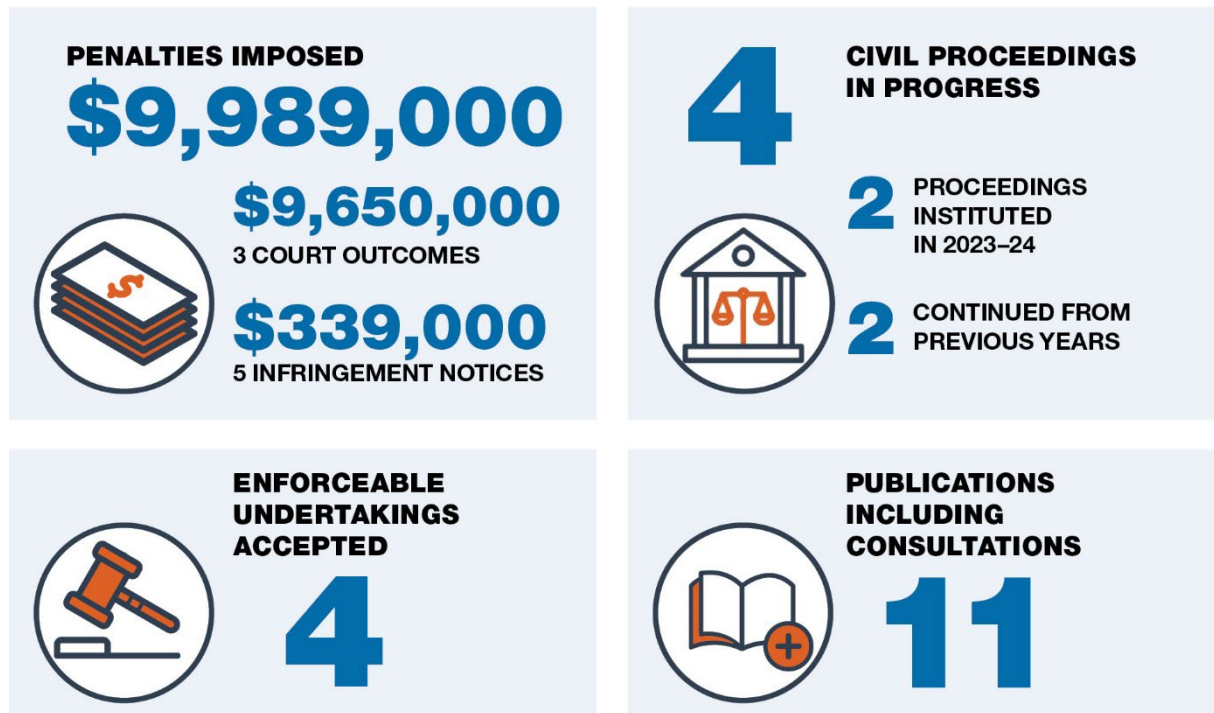 PENALTIES IMPOSED
$9,989,000
$9,650,000
3 COURT OUTCOMES
$339,000
5 INFRINGEMENT NOTICES
4
CIVIL PROCEEDINGS
IN PROGRESS
2
PROCEEDINGS
INSTITUTED
IN 2023–24
2
CONTINUED FROM
PREVIOUS YEARS
ENFORCEABLE
UNDERTAKINGS
ACCEPTED
4
PUBLICATIONS
INCLUDING
CONSULTATIONS
11